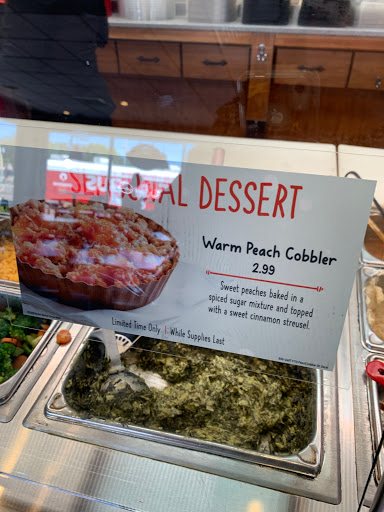 SEASONAL DESSERT
Warm Peach Cobbler
2.99
Sweet peaches baked in a
spiced sugar mixture and topped
with a sweet cinnamon streusel.
Limited Time Only | While Supplies Last